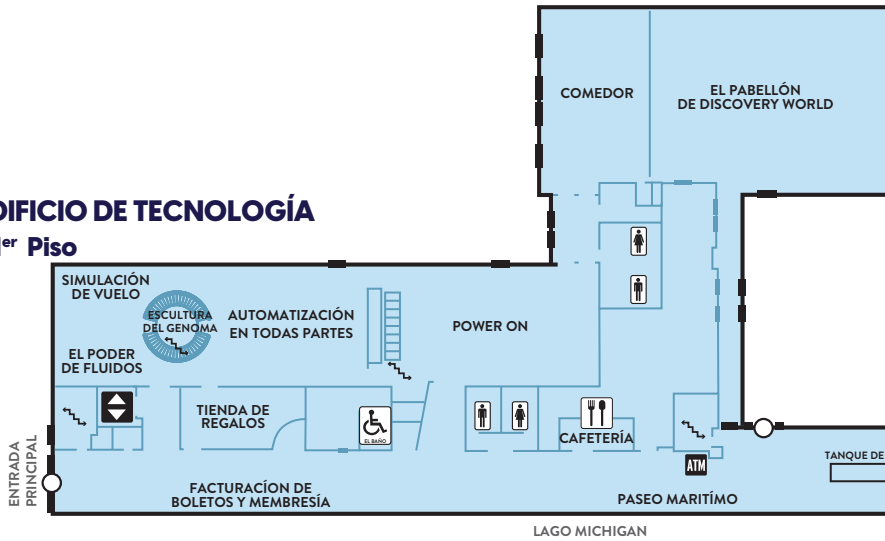 COMEDOR
EL PABELLÓN
DE DISCOVERY WORLD
DIFICIO DE TECNOLOGÍA
er Piso
SIMULACIÓN
DE VUELO
ESCULTURA
DEL GENOMA
AUTOMATIZACIÓN
EN TODAS PARTES
POWER ON
EL PODER
DE FLUIDOS
TIENDA DE
REGALOS
EL BAÑO
CAFETERÍA
ENTRADA
PRINCIPAL
FACTURACÍON DE
BOLETOS Y MEMBRESÍA
ATM
PASEO MARITÍMO
TANQUE DE
LAGO MICHIGAN